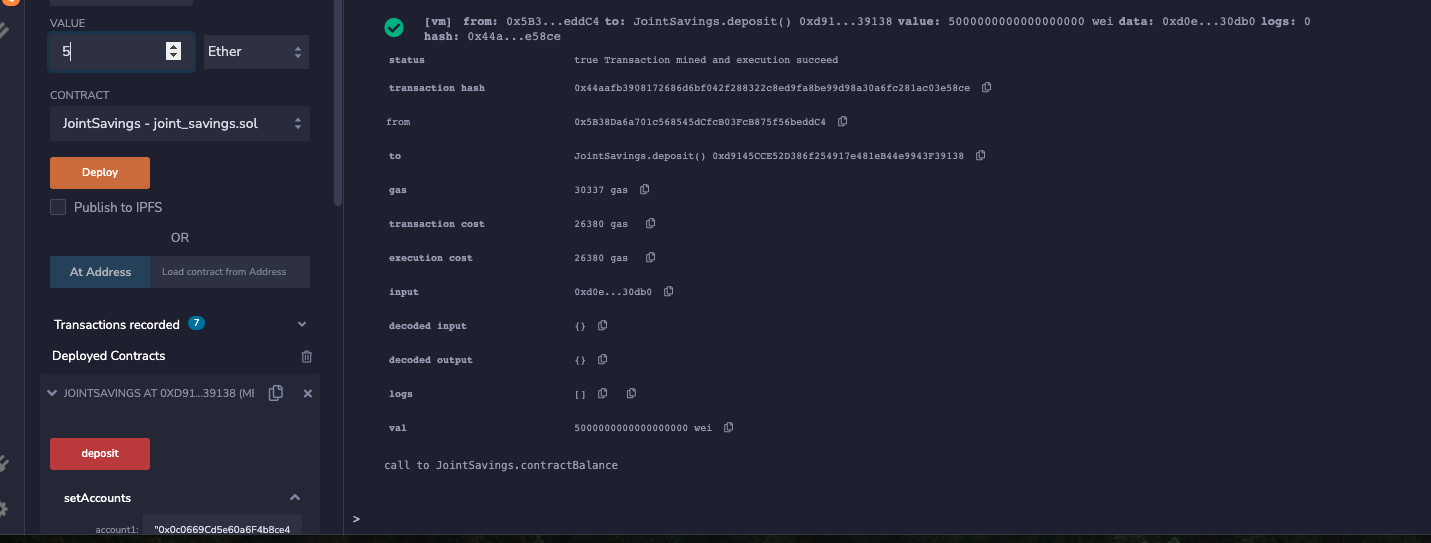 VALUE
5
Ether
CONTRACT
JointSavings - joint_savings.sol
Deploy
Publish to IPFS
OR
At Address
Load contract from Address
Transactions recorded 7
Deployed Contracts
JOINTSAVINGS AT 0XD91...39138 (ME
deposit
setAccounts
account1: "0x0c0669Cd5e60a6F4b8ce4
[vm] from: 0x5B3...eddC4 to: JointSavings.deposit() 0xd91...39138 value: 5000000000000000000 wei data: 0xd0e...30db0 logs: 0
hash: 0x44a...e58ce
status true Transaction mined and execution succeed
transaction hash 0x44aafb3908172686d6bf042f288322c8ed9fa8be99d98a30a6fc281ac03e58ce
from 0x5B38Da6a701c568545dCfcB03FcB875f56beddC4
to JointSavings.deposit() 0xd9145CCE52D386f254917e481eB44e9943F39138
gas 30337 gas
transaction cost 26380 gas
execution cost 26380 gas
input 0xd0e...30db0
decoded input {}
decoded output {}
logs []
val 5000000000000000000 wei
call to JointSavings.contractBalance
>